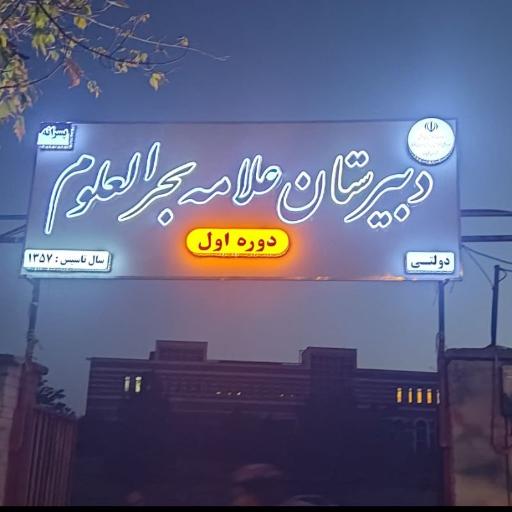 پسرانه
دبیرستان علامه بحرالعلوم
دوره اول
دولتی
سال تاسیس : ۱۳۵۷